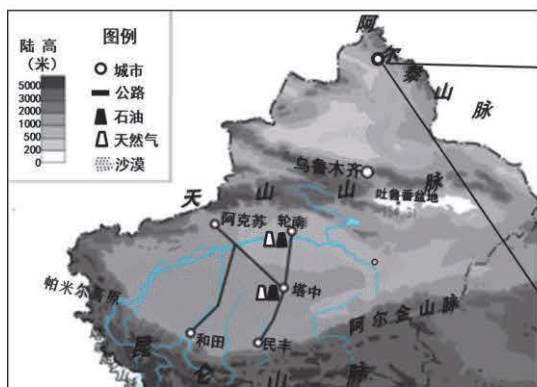 图例
陆高
（米）
5000
3000
2000
1000
500
200
0
城市
公路
石油
天然气
沙漠
阿尔泰山脉
乌鲁木齐
吐鲁番盆地
天山山脉
阿克苏
轮南
帕米尔高原
塔中
阿尔金山脉
和田
民丰
昆仑山脉